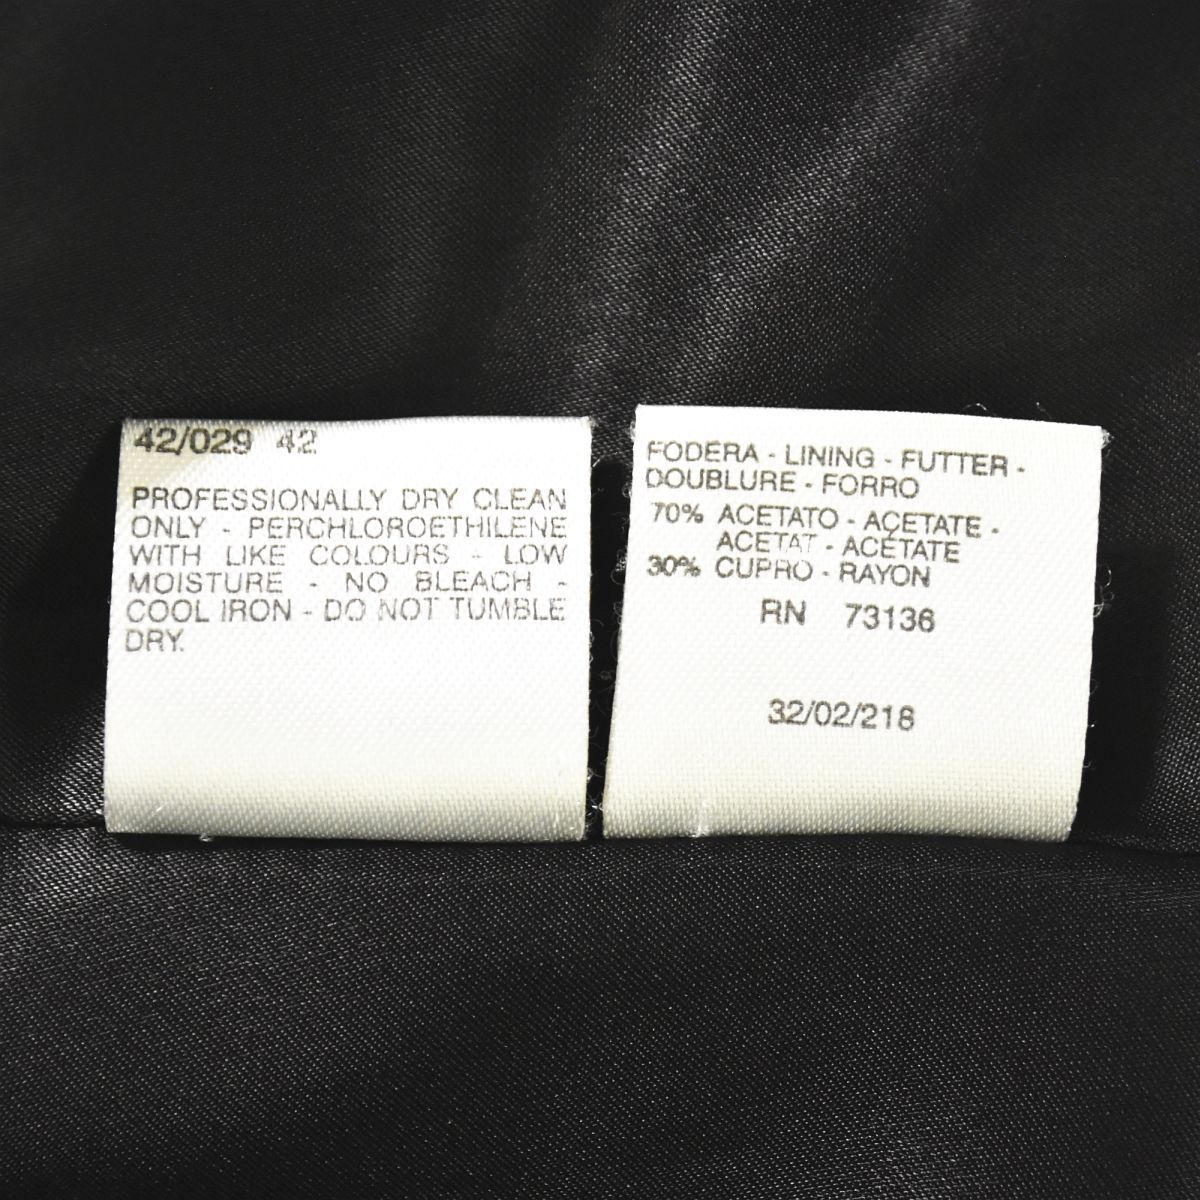 42/029 42
PROFESSIONALLY DRY CLEAN
ONLY - PERCHLOROETHILENE
WITH LIKE COLOURS - LOW
MOISTURE - NO BLEACH -
COOL IRON - DO NOT TUMBLE
DRY.
FODERA - LINING - FUTTER -
DOUBLURE - FORRO
70% ACETATO - ACETATE -
ACETAT - ACÉTATE
30% CUPRO - RAYON
RN 73136
32/02/218